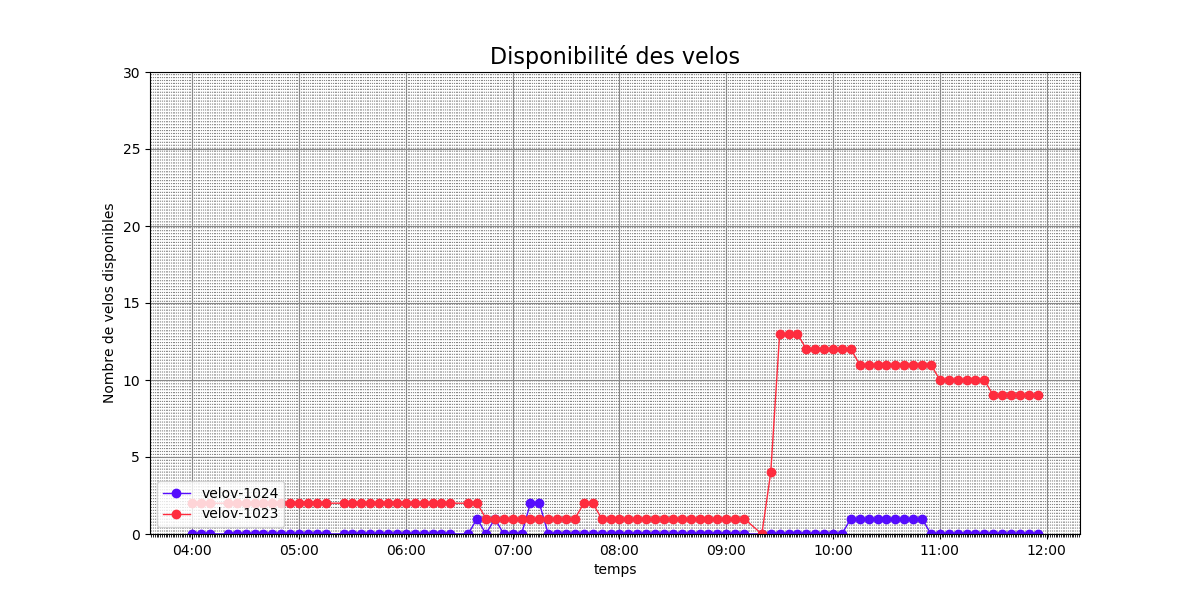 Disponibilité des velos
Nombre de velos disponibles
30
25
20
15
10
5
0
velov-1024
velov-1023
04:00 05:00 06:00 07:00 08:00 09:00 10:00 11:00 12:00
temps